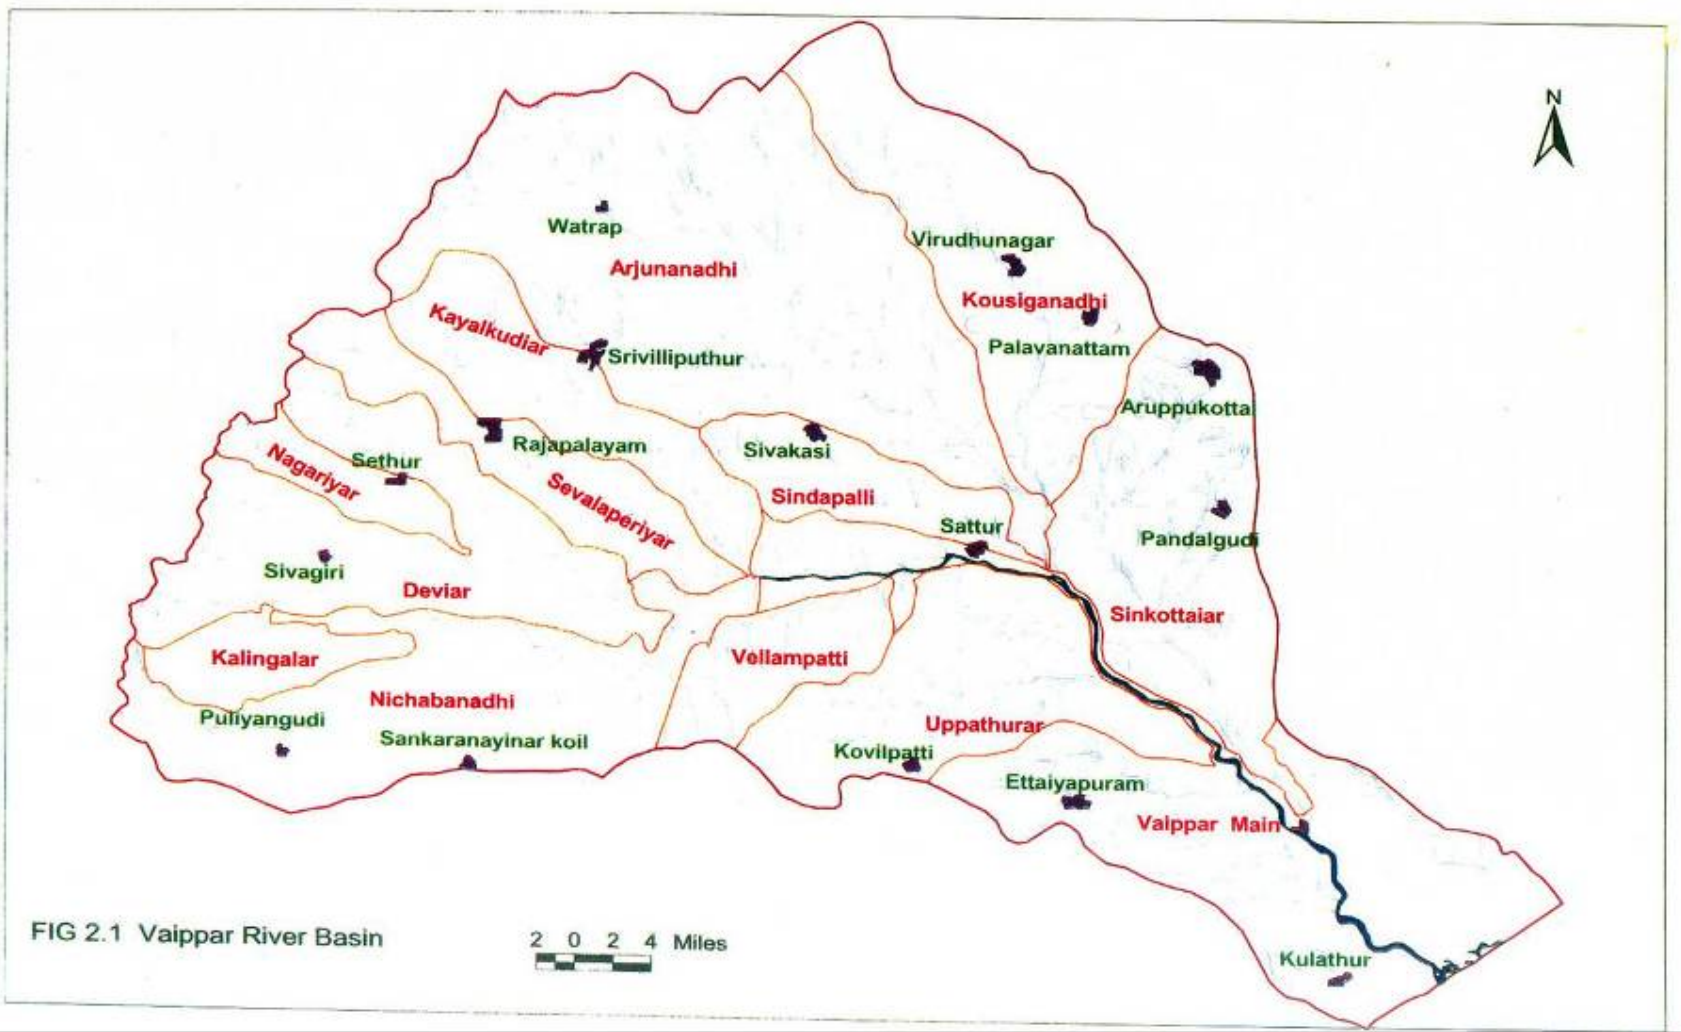 N
Watrap
Arjunanadhi
Virudhunagar
Kousiganadhi
Kayalkudiar
Srivilliputhur
Palavanattam
Aruppukotta
Rajapalayam
Sivakasi
Nagariyar
Sethur
Sevalaperiyar
Sindapalli
Sattur
Pandalgudi
Sivagiri
Deviar
Sinkottaiar
Kalingalar
Vellampatti
Nichabanadhi
Puliyangudi
Sankaranayinar koil
Uppathurar
Kovilpatti
Ettaiyapuram
Vaippar Main
FIG 2.1 Vaippar River Basin
2 0 2 4 Miles
Kulathur